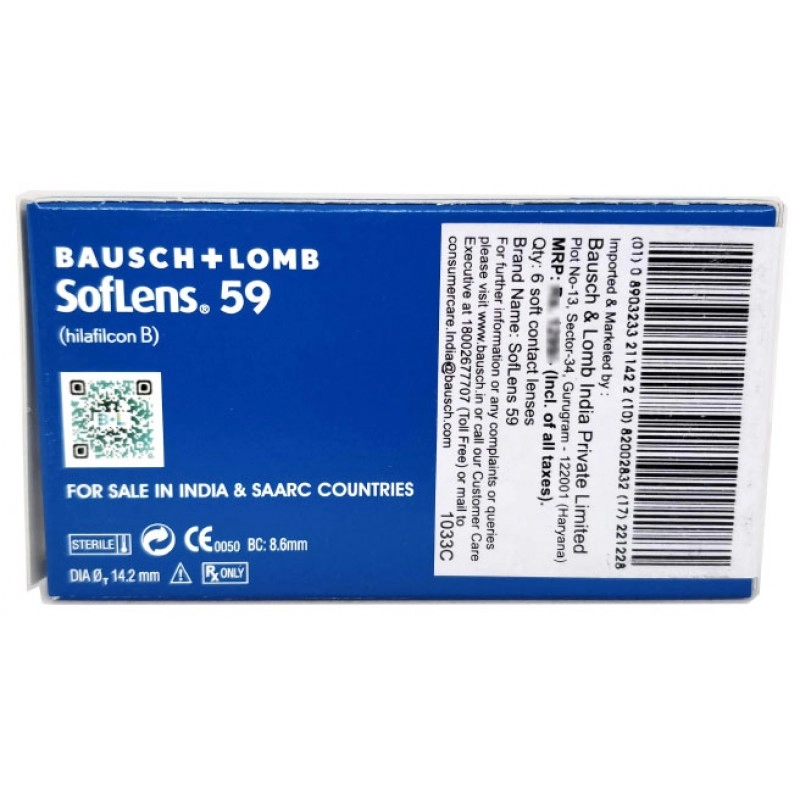 BAUSCH + LOMB
SofLens® 59
(hilafilcon B)
FOR SALE IN INDIA & SAARC COUNTRIES
STERILE
CE 0050 BC: 8.6mm
DIA ØT 14.2 mm
Rx ONLY
(01) 0 8903233 21142 2 (10) 82002832 (17) 221228
Imported & Marketed by :
Bausch & Lomb India Private Limited
Plot No-13, Sector-34, Gurugram - 122001 (Haryana)
MRP: (Incl. of all taxes).
Qty: 6 soft contact lenses
Brand Name: SofLens 59
For further information or any complaints or queries
please visit www.bausch.in or call our Customer Care
Executive at 18002677707 (Toll Free) or mail to
consumercare.India@bausch.com
1033C